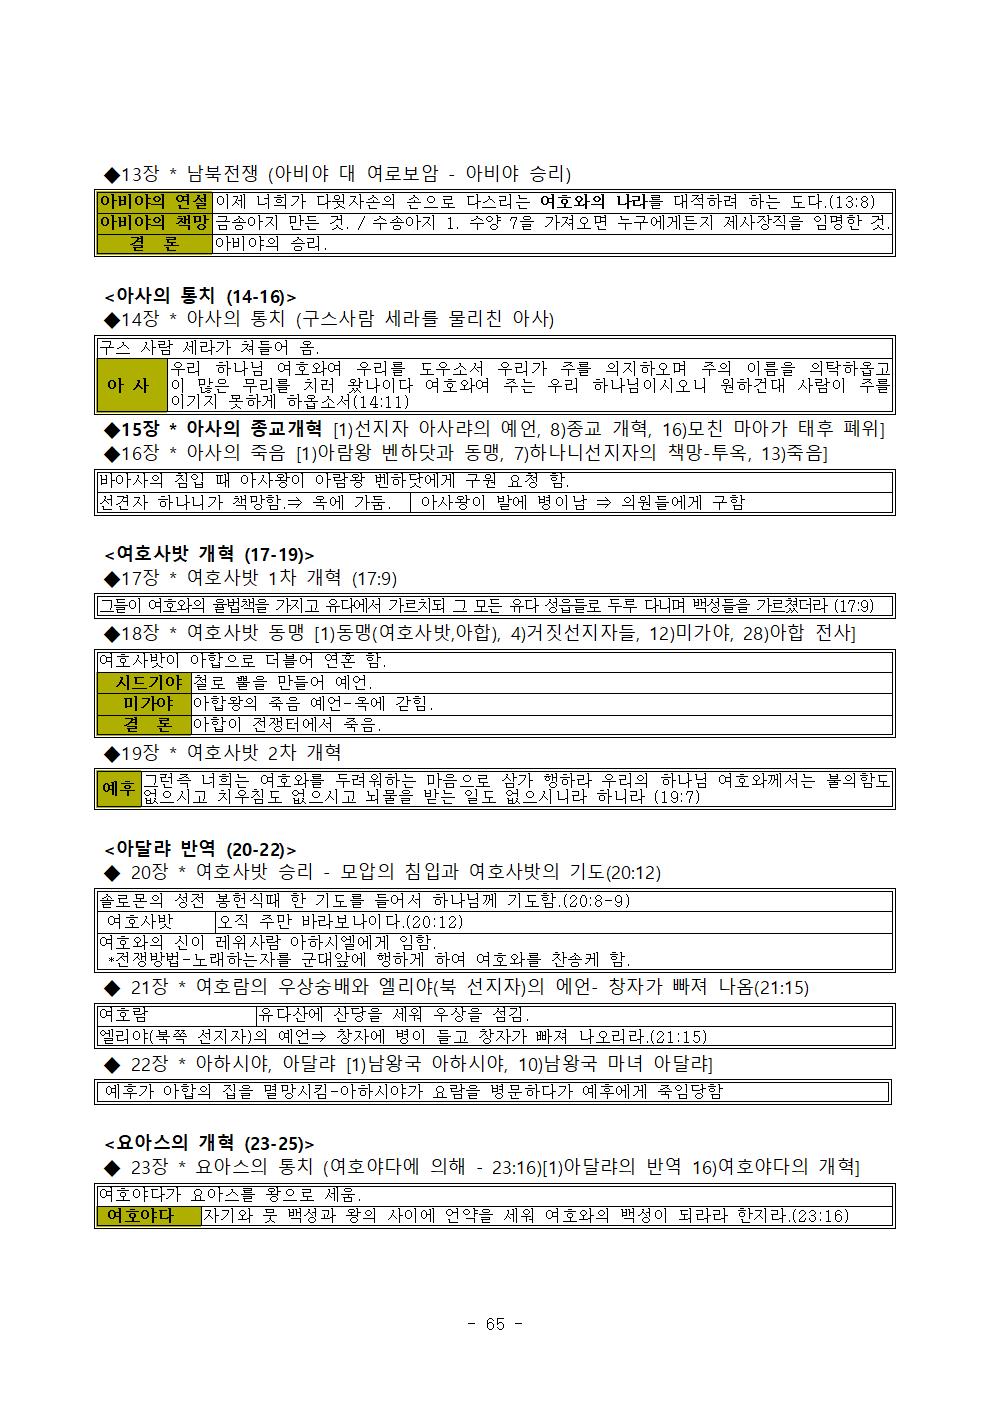 ◆13장 * 남북전쟁 (아비야 대 여로보암 - 아비야 승리)
아비야의 연설 이제 너희가 다윗자손의 손으로 다스리는 여호와의 나라를 대적하려 하는 도다.(13:8)
아비야의 책망 금송아지 만든 것. / 수송아지 1. 수양 7을 가져오면 누구에게든지 제사장직을 임명한 것.
결 론 아비야의 승리.
<아사의 통치 (14-16)>
◆14장 * 아사의 통치 (구스사람 세라를 물리친 아사)
구스 사람 세라가 쳐들어 옴.
아 사 우리 하나님 여호와여 우리를 도우소서 우리가 주를 의지하오며 주의 이름을 의탁하옵고
이 많은 무리를 치러 왔나이다 여호와여 주는 우리 하나님이시오니 원하건대 사람이 주를
이기지 못하게 하옵소서(14:11)
◆15장 * 아사의 종교개혁 [1)선지자 아사랴의 예언, 8)종교 개혁, 16)모친 마아가 태후 폐위]
◆16장 * 아사의 죽음 [1)아람왕 벤하닷과 동맹, 7)하나니선지자의 책망-투옥, 13)죽음]
바아사의 침입 때 아사왕이 아람왕 벤하닷에게 구원 요청 함.
선견자 하나니가 책망함.⇒ 옥에 가둠. 아사왕이 발에 병이남 ⇒ 의원들에게 구함
<여호사밧 개혁 (17-19)>
◆17장 * 여호사밧 1차 개혁 (17:9)
그들이 여호와의 율법책을 가지고 유다에서 가르치되 그 모든 유다 성읍들로 두루 다니며 백성들을 가르쳤더라 (17:9)
◆18장 * 여호사밧 동맹 [1)동맹(여호사밧,아합), 4)거짓선지자들, 12)미가야, 28)아합 전사]
여호사밧이 아합으로 더불어 연혼 함.
시드기야 철로 뿔을 만들어 예언.
미가야 아합왕의 죽음 예언-옥에 갇힘.
결 론 아합이 전쟁터에서 죽음.
◆19장 * 여호사밧 2차 개혁
예후 그런즉 너희는 여호와를 두려워하는 마음으로 삼가 행하라 우리의 하나님 여호와께서는 불의함도
없으시고 치우침도 없으시고 뇌물을 받는 일도 없으시니라 하니라 (19:7)
<아달랴 반역 (20-22)>
◆ 20장 * 여호사밧 승리 - 모압의 침입과 여호사밧의 기도(20:12)
솔로몬의 성전 봉헌식때 한 기도를 들어서 하나님께 기도함.(20:8-9)
여호사밧 오직 주만 바라보나이다.(20:12)
여호와의 신이 레위사람 아하시엘에게 임함.
*전쟁방법-노래하는자를 군대앞에 행하게 하여 여호와를 찬송케 함.
◆ 21장 * 여호람의 우상숭배와 엘리야(북 선지자)의 에언- 창자가 빠져 나옴(21:15)
여호람 유다산에 산당을 세워 우상을 섬김.
엘리야(북쪽 선지자)의 예언⇒ 창자에 병이 들고 창자가 빠져 나오리라.(21:15)
◆ 22장 * 아하시야, 아달랴 [1)남왕국 아하시야, 10)남왕국 마녀 아달랴]
예후가 아합의 집을 멸망시킴-아하시야가 요람을 병문하다가 예후에게 죽임당함
<요아스의 개혁 (23-25)>
◆ 23장 * 요아스의 통치 (여호야다에 의해 - 23:16)[1)아달랴의 반역 16)여호야다의 개혁]
여호야다가 요아스를 왕으로 세움.
여호야다 자기와 뭇 백성과 왕의 사이에 언약을 세워 여호와의 백성이 되라라 한지라.(23:16)
- 65 -